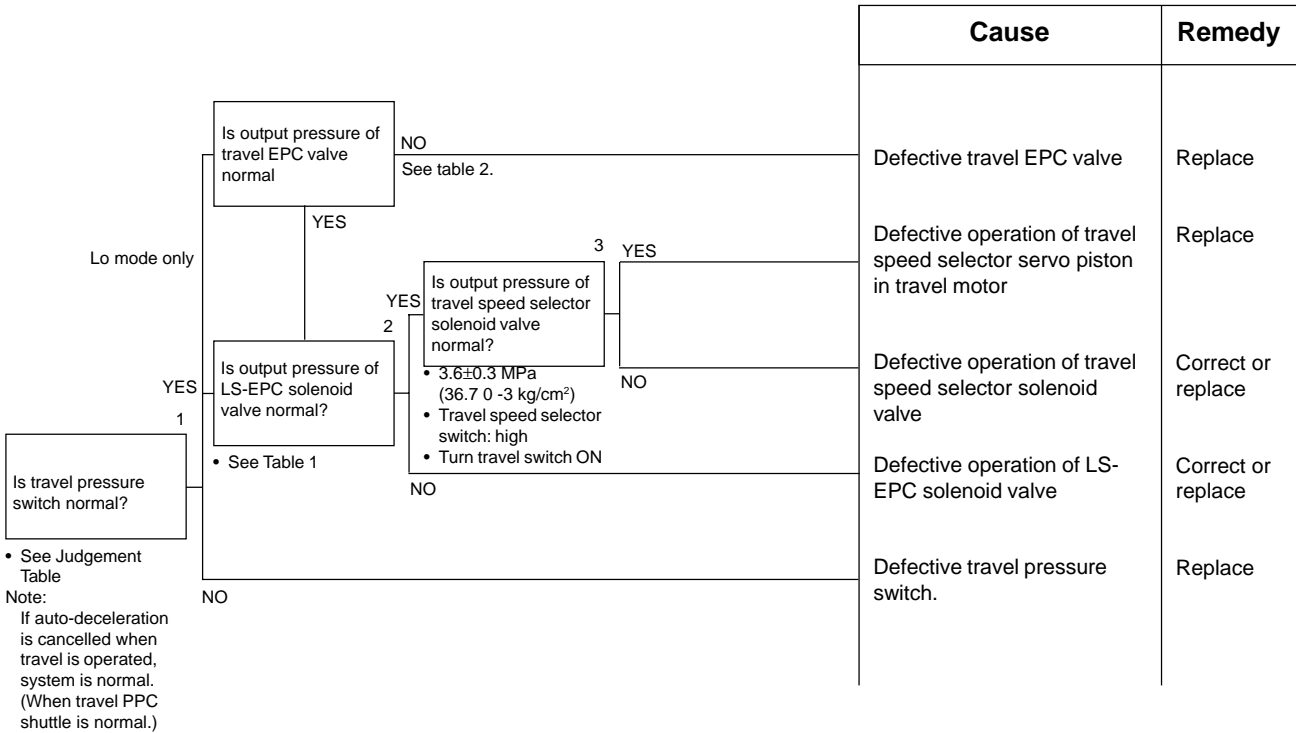 Cause
Remedy
Is output pressure of
travel EPC valve
normal
NO
See table 2.
Defective travel EPC valve
Replace
YES
Lo mode only
3
YES
Defective operation of travel
speed selector servo piston
in travel motor
Replace
Is output pressure of
travel speed selector
solenoid valve
normal?
YES
2
• 3.6±0.3 MPa
(36.7 0 -3 kg/cm²)
• Travel speed selector
switch: high
• Turn travel switch ON
NO
Defective operation of travel
speed selector solenoid
valve
Correct or
replace
Is output pressure of
LS-EPC solenoid
valve normal?
YES
1
• See Table 1
NO
Defective operation of LS-
EPC solenoid valve
Correct or
replace
Is travel pressure
switch normal?
• See Judgement
Table
Note:
If auto-deceleration
is cancelled when
travel is operated,
system is normal.
(When travel PPC
shuttle is normal.)
NO
Defective travel pressure
switch.
Replace